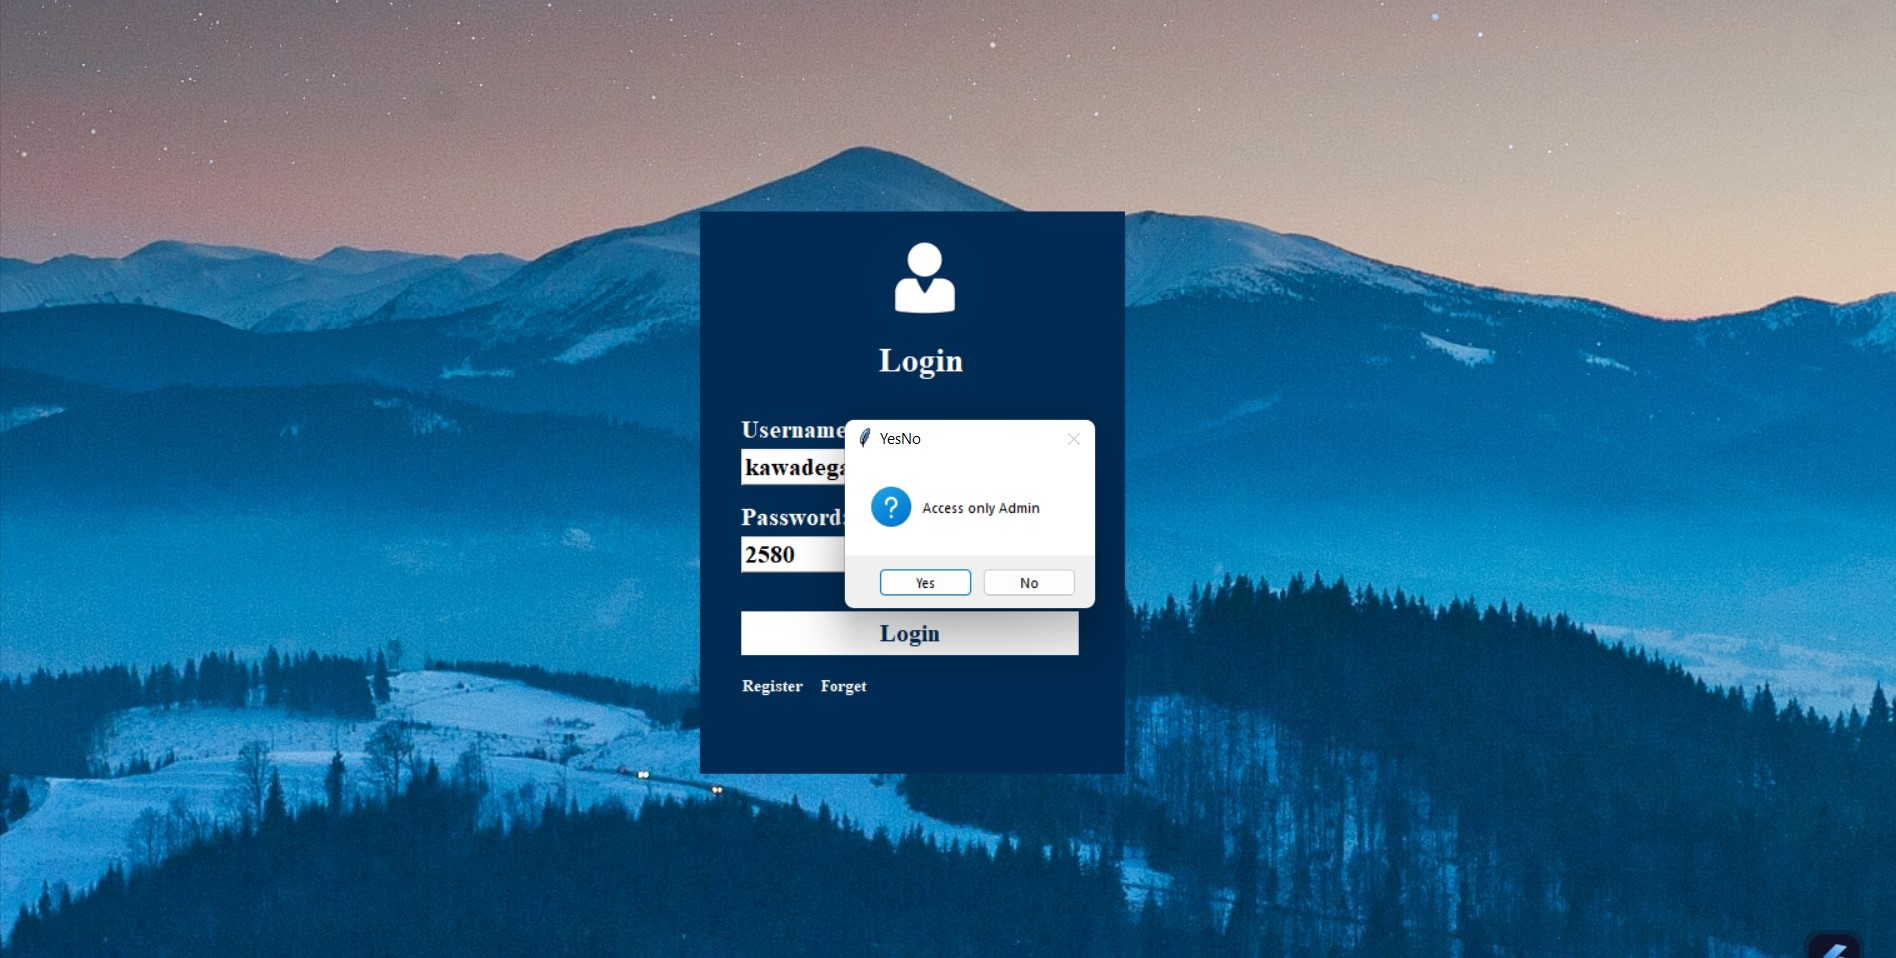 Login
Username
YesNo
kawadega
Access only Admin
Password:
2580
Yes
No
Login
Register
Forget